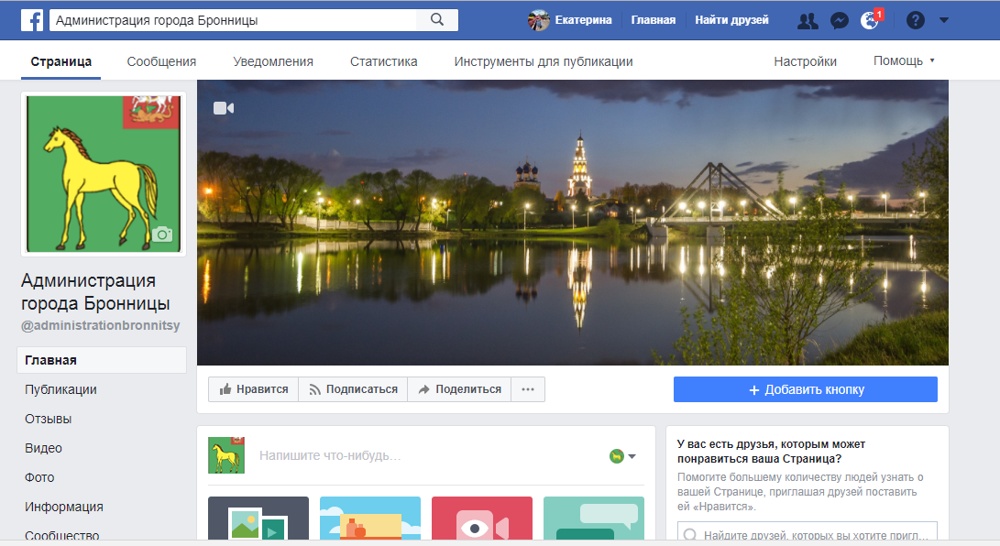 Администрация города Бронницы
Екатерина
Главная
Найти друзей
1
?
Страница
Сообщения
Уведомления
Статистика
Инструменты для публикации
Настройки
Помощь
Администрация
города Бронницы
@administrationbronnitsy
Главная
Публикации
Отзывы
Видео
Фото
Информация
Сообщество
Нравится
Подписаться
Поделиться
+ Добавить кнопку
Напишите что-нибудь...
У вас есть друзья, которым может
понравиться ваша Страница?
Помогите большему количеству людей узнать о
вашей Странице, приглашая друзей поставить
ей «Нравится».
Найдите друзей, которых вы хотите пригл...